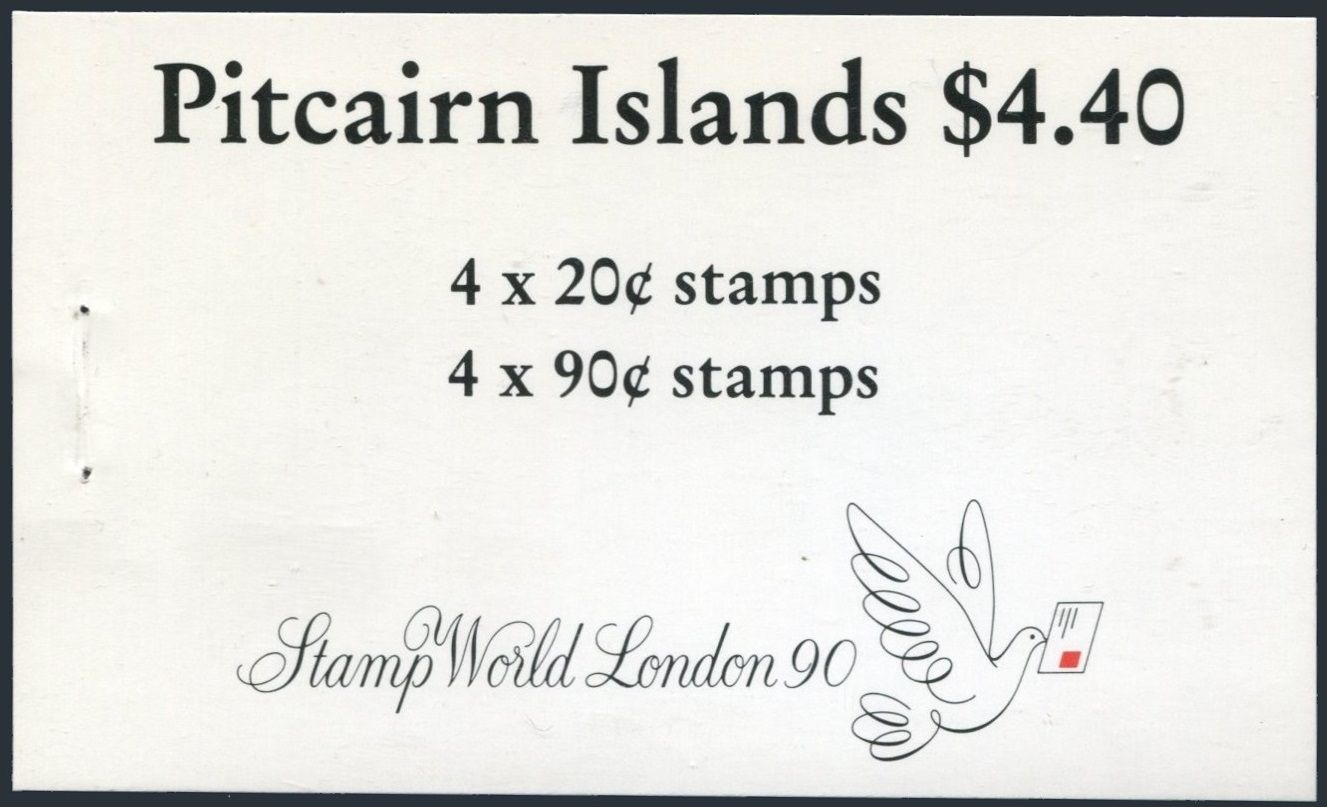 Pitcairn Islands $4.40
4 x 20¢ stamps
4 x 90¢ stamps
Stamp World London 90